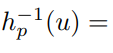 h_p^{-1}(u) =